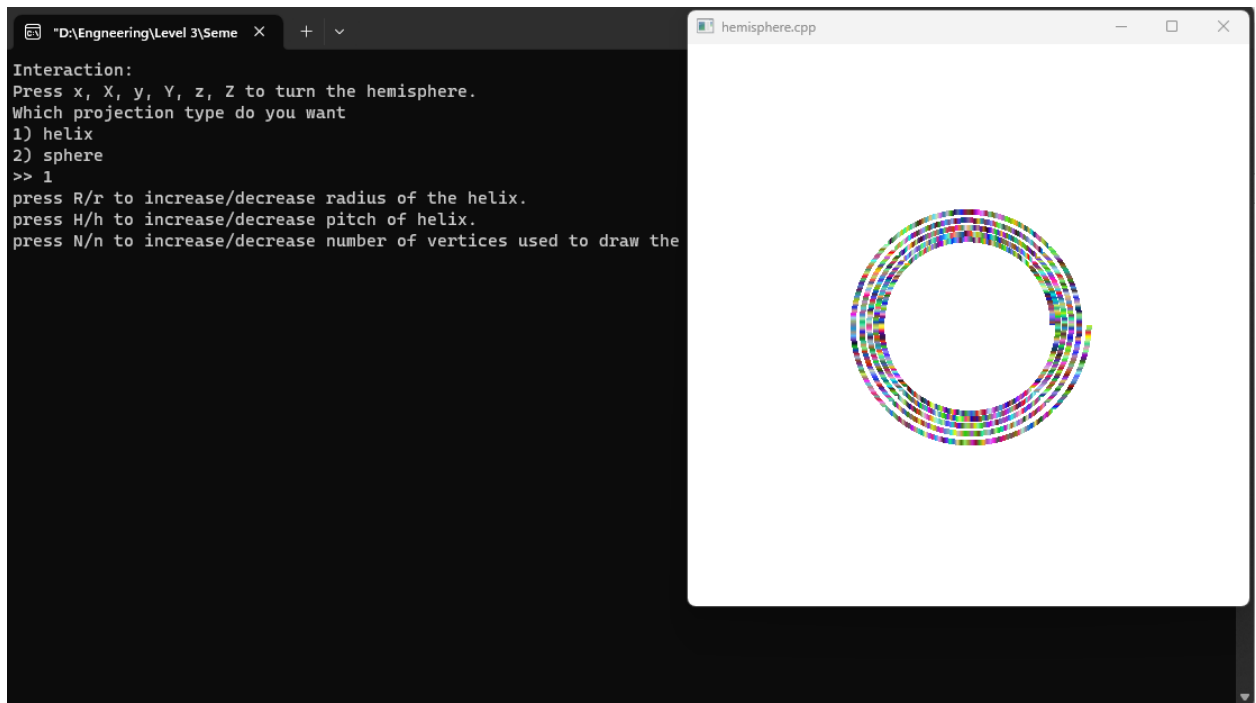 "D:\Engneering\Level 3\Seme
Interaction:
Press x, X, y, Y, z, Z to turn the hemisphere.
Which projection type do you want
1) helix
2) sphere
>> 1
press R/r to increase/decrease radius of the helix.
press H/h to increase/decrease pitch of helix.
press N/n to increase/decrease number of vertices used to draw the
hemisphere.cpp